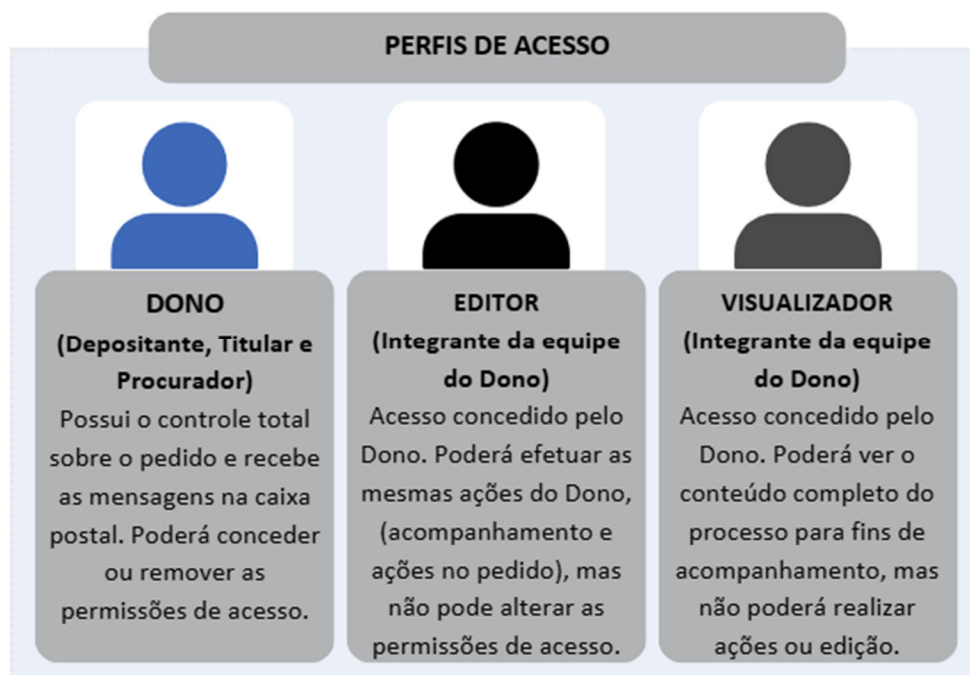 PERFIS DE ACESSO
DONO
(Depositante, Titular e
Procurador)
Possui o controle total
sobre o pedido e recebe
as mensagens na caixa
postal. Poderá conceder
ou remover as
permissões de acesso.
EDITOR
(Integrante da equipe
do Dono)
Acesso concedido pelo
Dono. Poderá efetuar as
mesmas ações do Dono,
(acompanhamento e
ações no pedido), mas
não pode alterar as
permissões de acesso.
VISUALIZADOR
(Integrante da equipe
do Dono)
Acesso concedido pelo
Dono. Poderá ver o
conteúdo completo do
processo para fins de
acompanhamento, mas
não poderá realizar
ações ou edição.